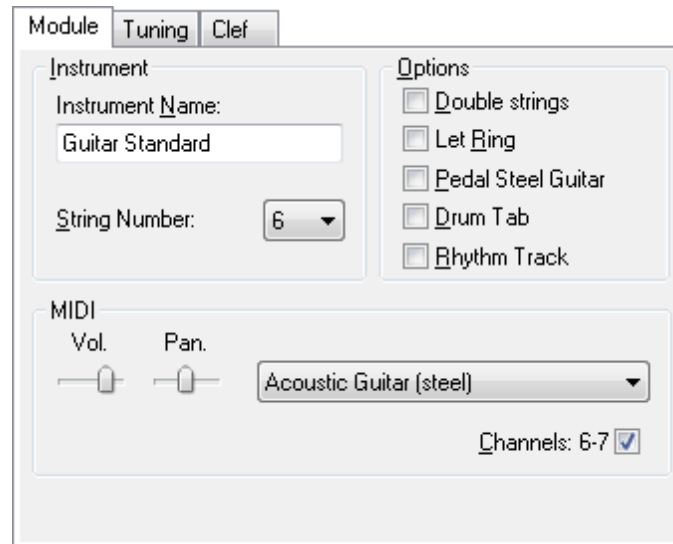 Module Tuning Clef
Instrument
Instrument Name:
Guitar Standard
String Number: 6
Options
Double strings
Let Ring
Pedal Steel Guitar
Drum Tab
Rhythm Track
MIDI
Vol. Pan.
Acoustic Guitar (steel)
Channels: 6-7